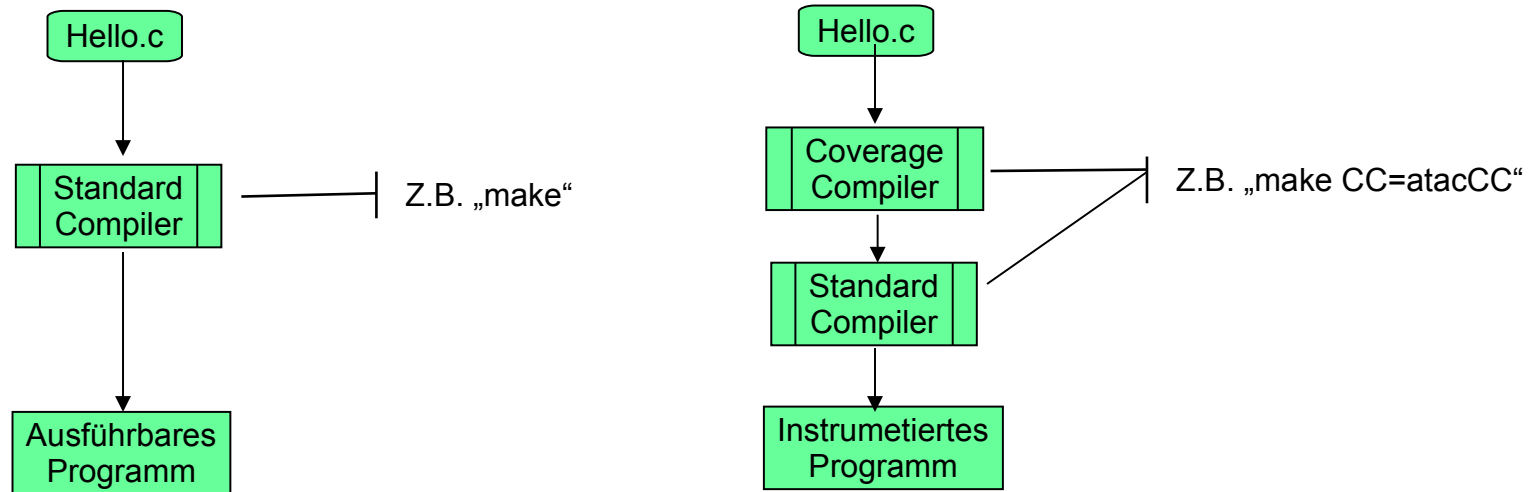 Hello.c
Standard
Compiler
Z.B. „make“
Ausführbares
Programm
Hello.c
Coverage
Compiler
Z.B. „make CC=atacCC“
Standard
Compiler
Instrumetiertes
Programm